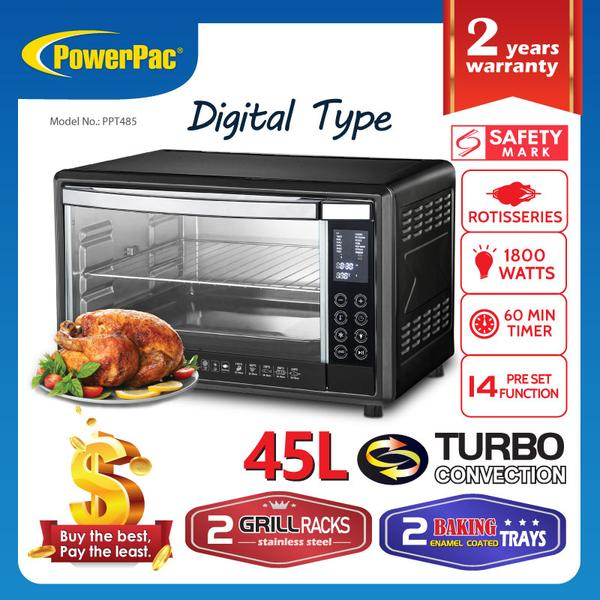 PowerPac®
2 years
warranty
Model No.: PPT485
Digital Type
SAFETY
MARK
ROTISSERIES
1800
WATTS
60 MIN
TIMER
14 PRE SET
FUNCTION
45L
TURBO
CONVECTION
$
Buy the best,
Pay the least.
2 GRILL RACKS
stainless steel
2 BAKING TRAYS
ENAMEL COATED